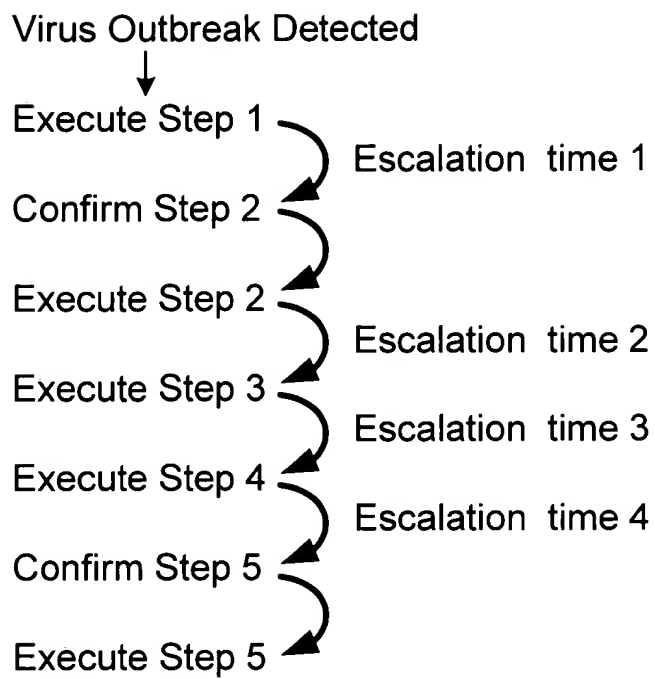 Virus Outbreak Detected
Execute Step 1
Escalation time 1
Confirm Step 2
Execute Step 2
Escalation time 2
Execute Step 3
Escalation time 3
Execute Step 4
Escalation time 4
Confirm Step 5
Execute Step 5